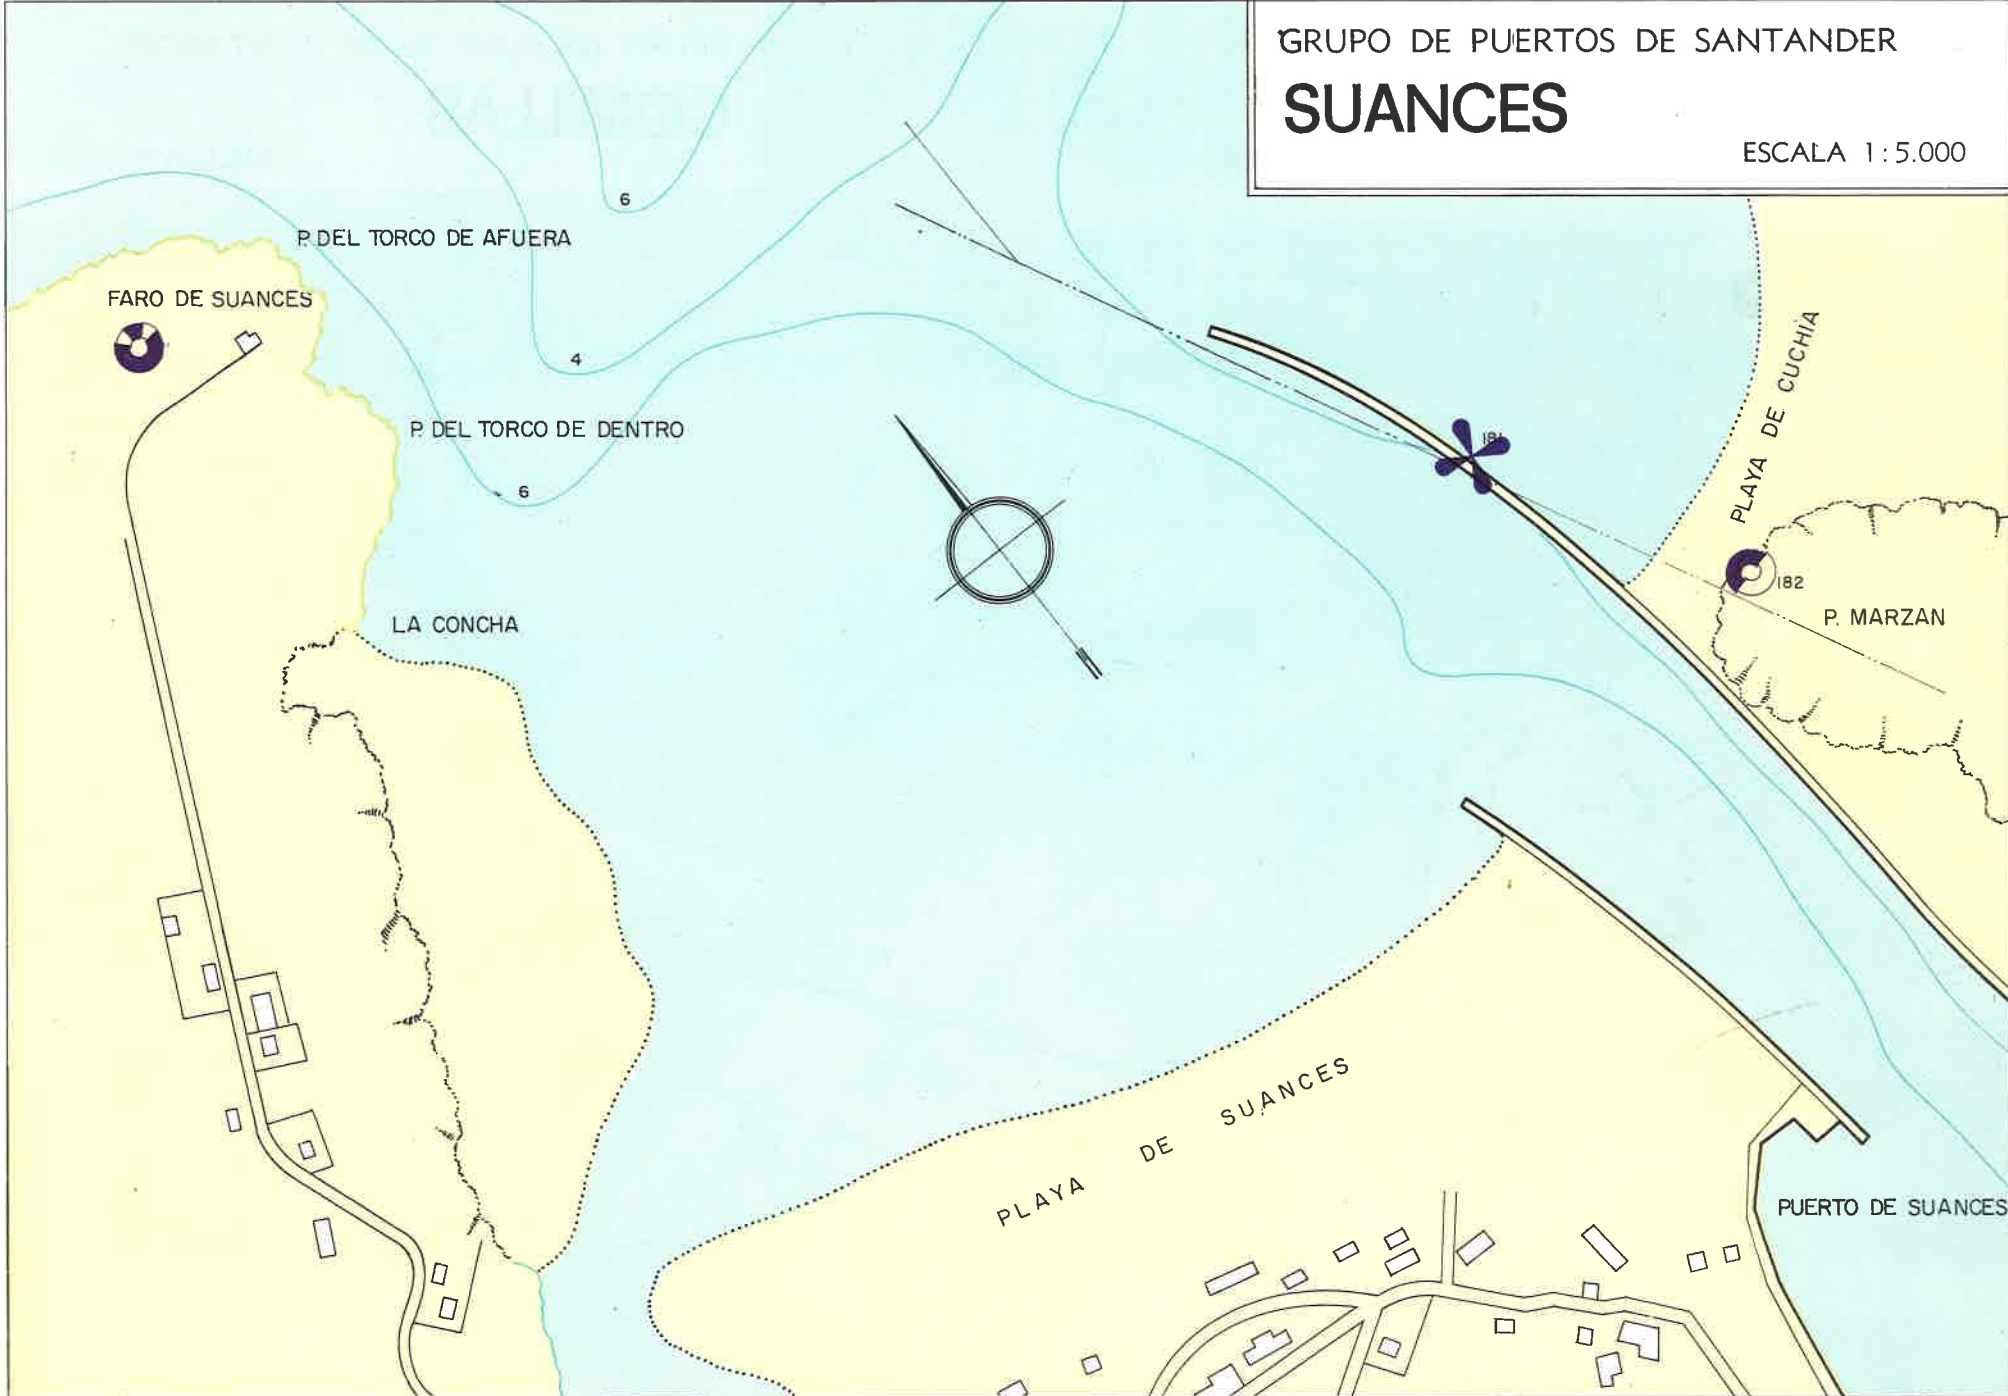 GRUPO DE PUERTOS DE SANTANDER
SUANCES
ESCALA 1:5.000
6
P. DEL TORCO DE AFUERA
FARO DE SUANCES
4
P. DEL TORCO DE DENTRO
6
181
PLAYA DE CUCHIA
182
P. MARZAN
LA CONCHA
PLAYA DE SUANCES
PUERTO DE SUANCES